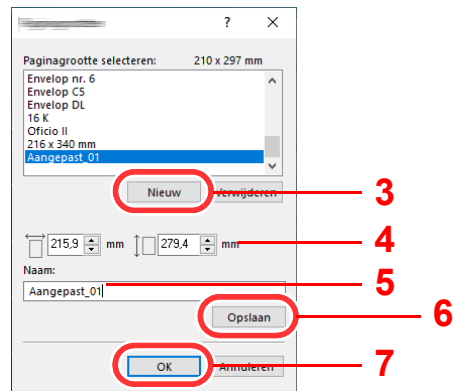 ?
Paginagrootte selecteren: 210 x 297 mm
Envelop nr. 6
Envelop C5
Envelop DL
16 K
Oficio II
216 x 340 mm
Aangepast_01
Nieuw Verwijderen 3
215,9 mm 279,4 mm 4
Naam:
Aangepast_01 5
Opslaan 6
OK Annuleren 7